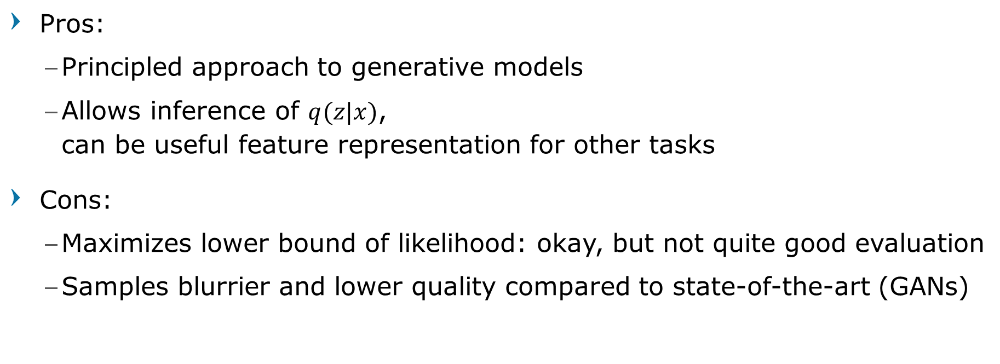 Pros:
–Principled approach to generative models
–Allows inference of q(z|x),
can be useful feature representation for other tasks
Cons:
–Maximizes lower bound of likelihood: okay, but not quite good evaluation
–Samples blurrier and lower quality compared to state-of-the-art (GANs)